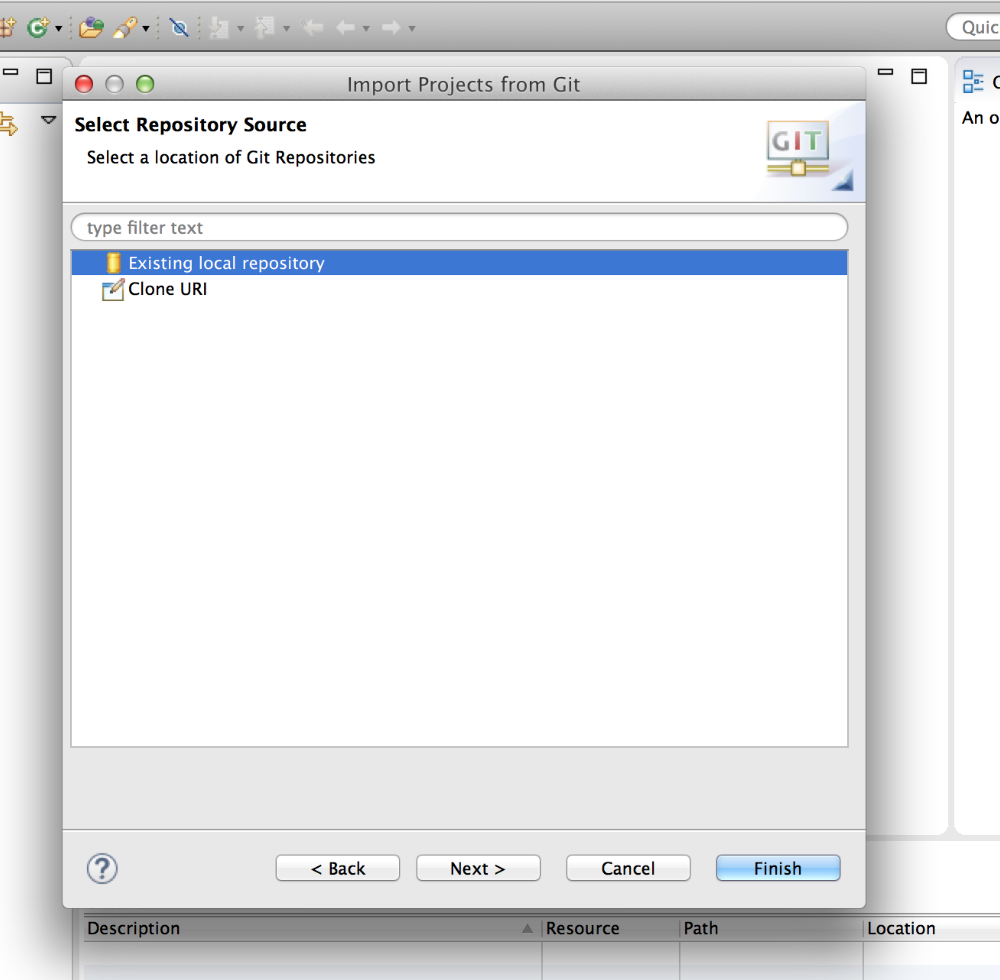 Quic
Import Projects from Git
Select Repository Source
Select a location of Git Repositories
GIT
An o
type filter text
Existing local repository
Clone URI
?
< Back
Next >
Cancel
Finish
Description
Resource
Path
Location